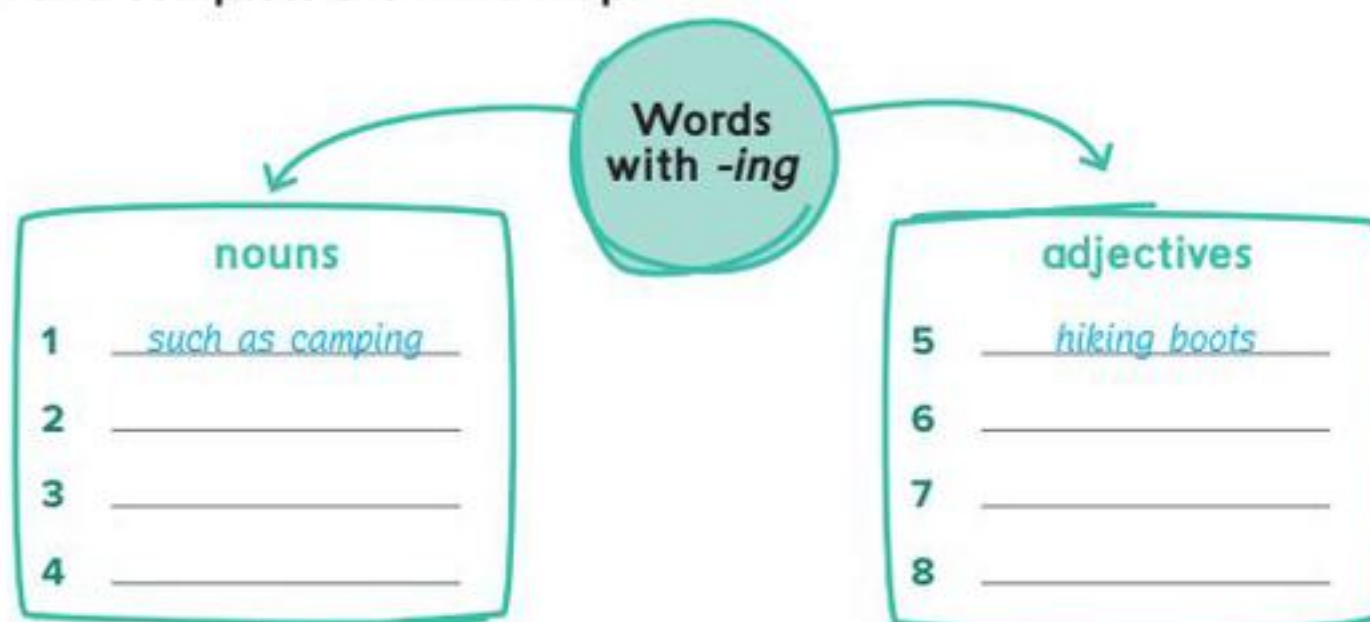 Words
with -ing
nouns
1 such as camping
2
3
4
adjectives
5 hiking boots
6
7
8